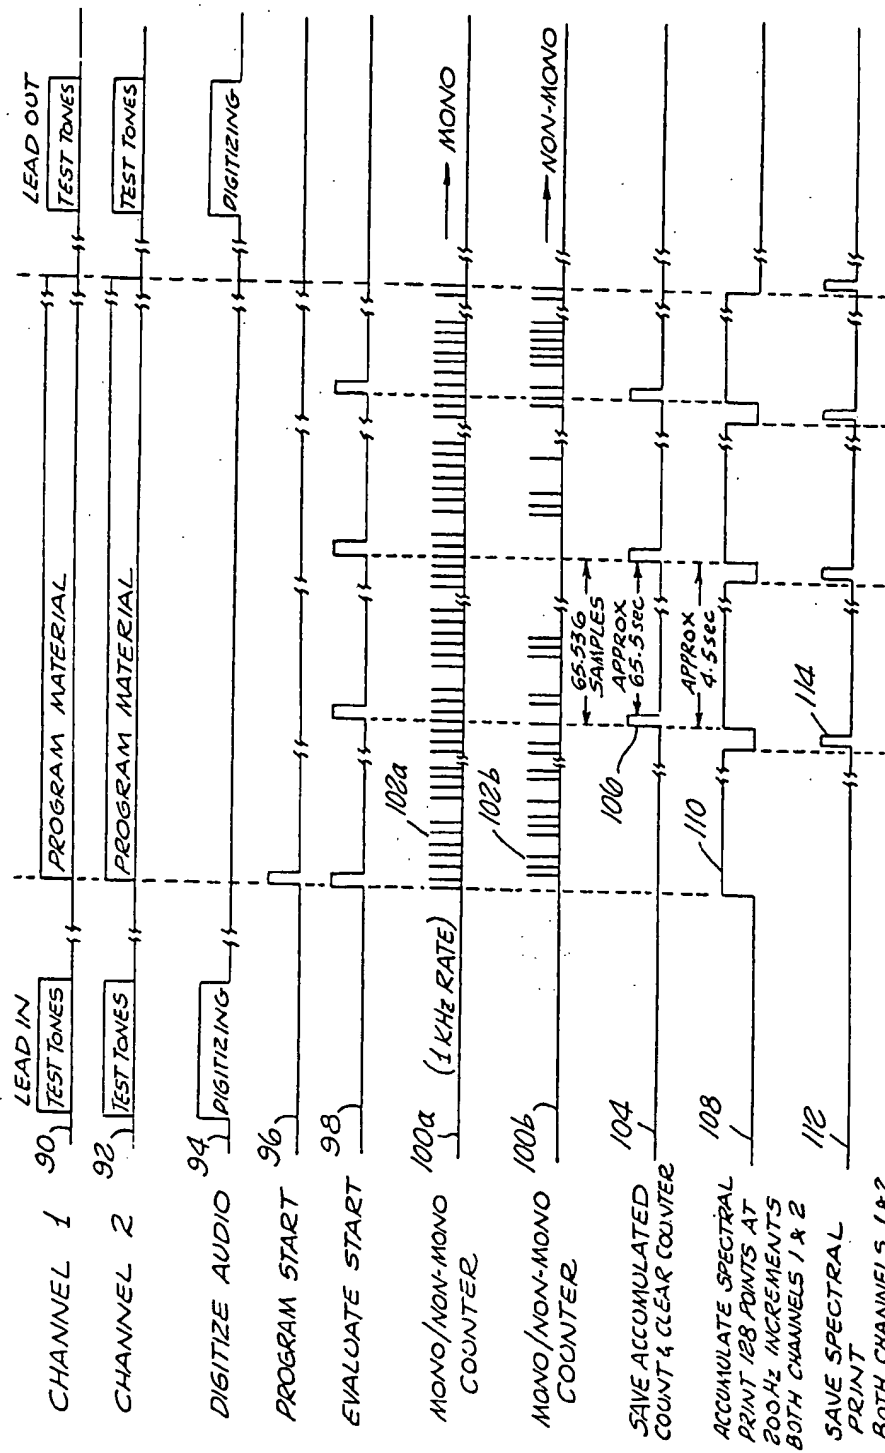 LEAD IN
LEAD OUT
CHANNEL 1
90
TEST TONES
PROGRAM MATERIAL
TEST TONES
CHANNEL 2
92
TEST TONES
PROGRAM MATERIAL
TEST TONES
DIGITIZE AUDIO
94
DIGITIZING
DIGITIZING
PROGRAM START
96
EVALUATE START
98
MONO/NON-MONO
COUNTER
100a
(1 KHz RATE)
102a
MONO
MONO/NON-MONO
COUNTER
100b
102b
NON-MONO
65.536
SAMPLES
SAVE ACCUMULATED
COUNT & CLEAR COUNTER
104
106
APPROX
65.5 sec
ACCUMULATE SPECTRAL
PRINT 128 POINTS AT
200 Hz INCREMENTS
BOTH CHANNELS 1 & 2
108
110
APPROX
4.5 sec
SAVE SPECTRAL
PRINT
BOTH CHANNELS 1 & 2
112
114